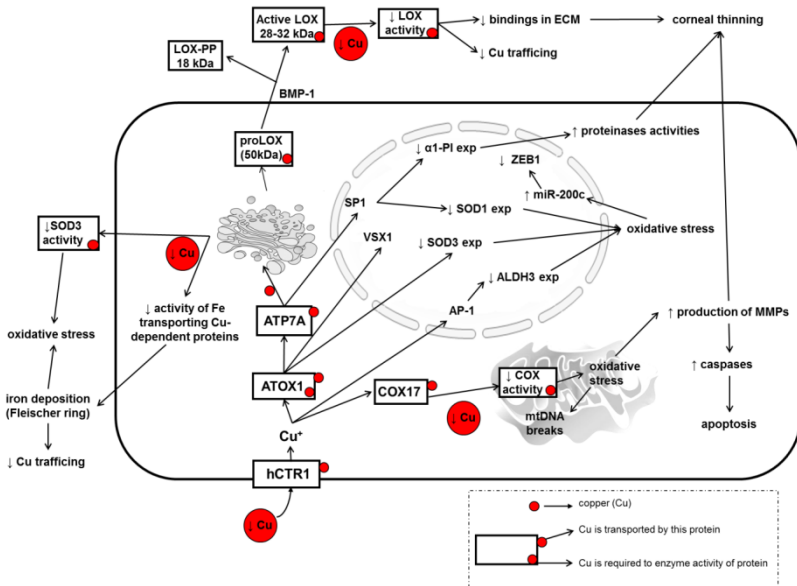 Active LOX
28-32 kDa
↓ Cu
↓ LOX
activity
↓ bindings in ECM
corneal thinning
↓ Cu trafficing
LOX-PP
18 kDa
BMP-1
proLOX
(50kDa)
↓ α1-PI exp
↑ proteinases activities
↓ ZEB1
↑ miR-200c
SP1
↓ SOD1 exp
oxidative stress
VSX1
↓ SOD3 exp
↓ ALDH3 exp
AP-1
↓SOD3
activity
↓ Cu
oxidative stress
↓ activity of Fe
transporting Cu-
dependent proteins
iron deposition
(Fleischer ring)
↓ Cu trafficing
ATP7A
ATOX1
COX17
↓ Cu
↓ COX
activity
oxidative
stress
mtDNA
breaks
↑ production of MMPs
↑ caspases
apoptosis
Cu⁺
hCTR1
↓ Cu
copper (Cu)
Cu is transported by this protein
Cu is required to enzyme activity of protein